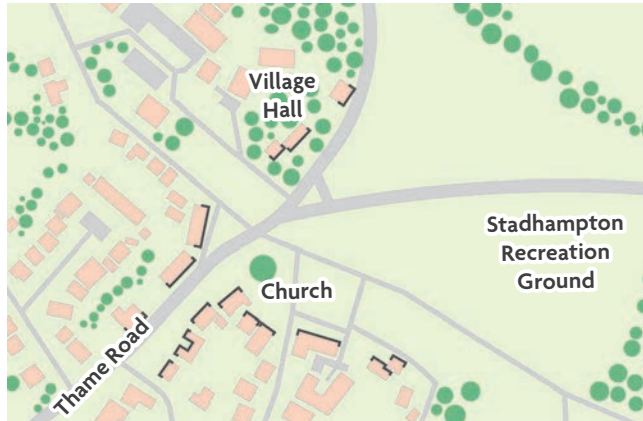 Village
Hall
Stadhampton
Recreation
Ground
Church
Thame Road